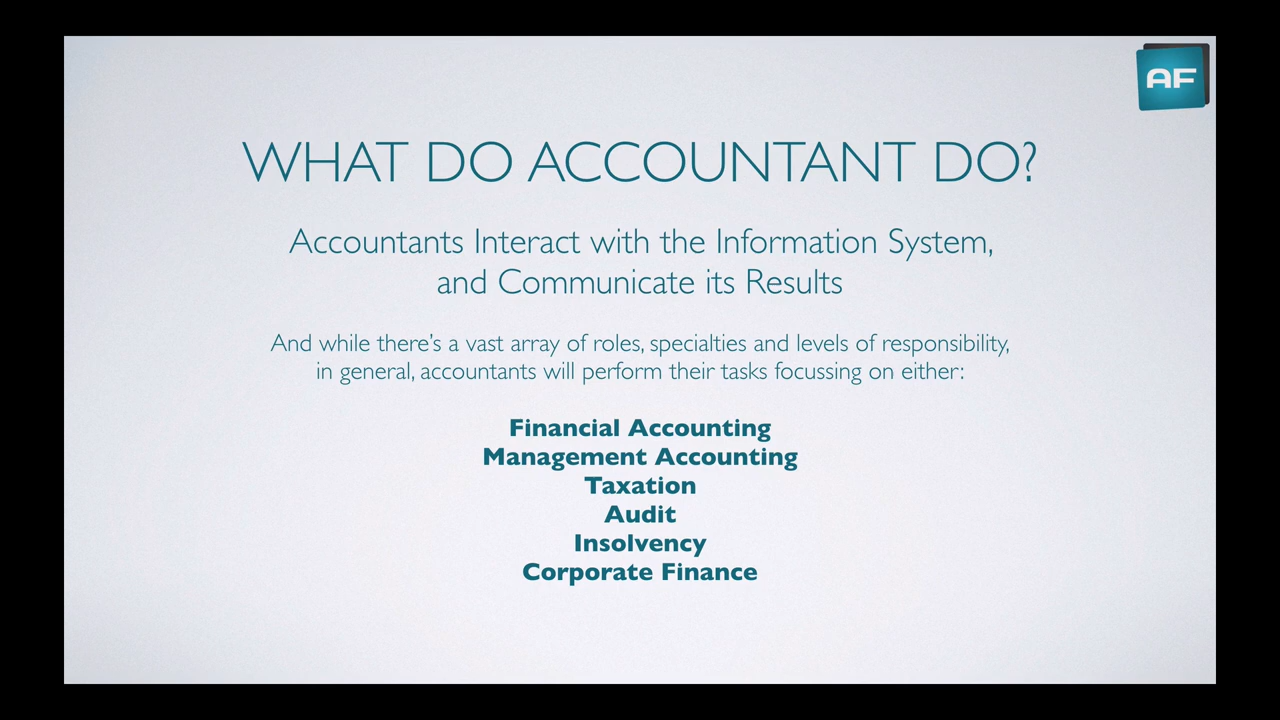 AF
WHAT DO ACCOUNTANT DO?
Accountants Interact with the Information System,
and Communicate its Results
And while there's a vast array of roles, specialties and levels of responsibility,
in general, accountants will perform their tasks focussing on either:
Financial Accounting
Management Accounting
Taxation
Audit
Insolvency
Corporate Finance